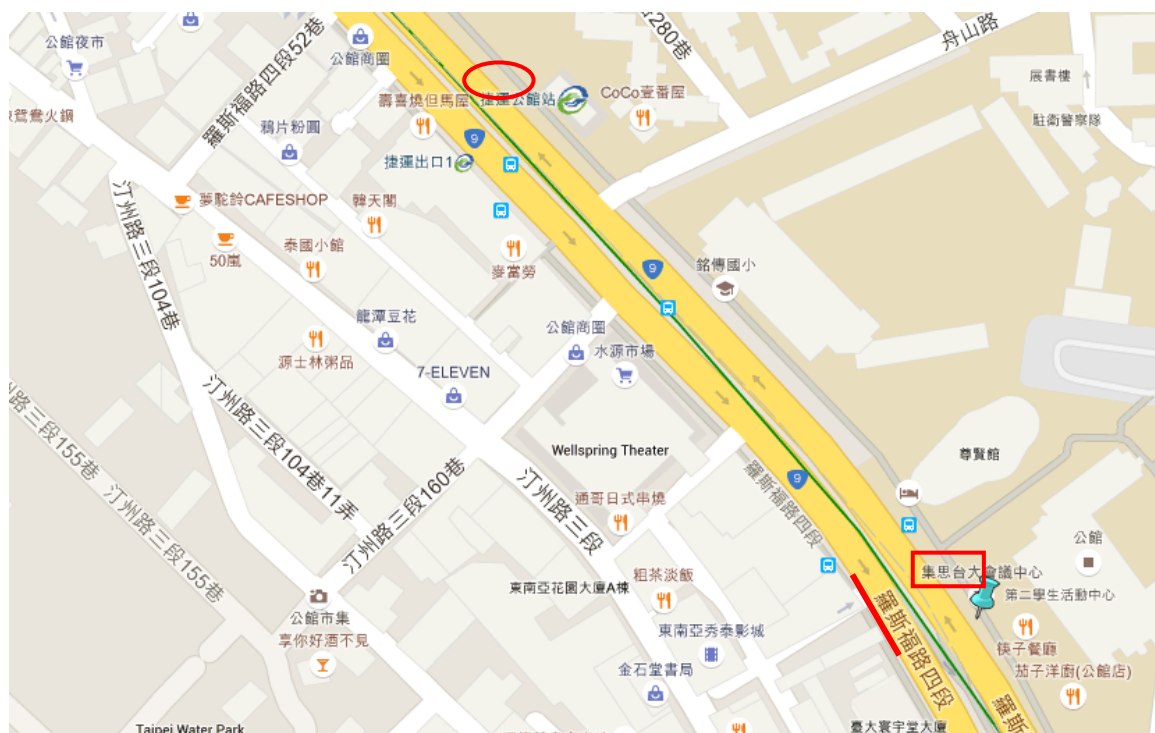 公館夜市
公館商圈
羅斯福路四段52巷
路280巷
舟山路
展書樓
駐衛警察隊
壽喜燒但馬屋
捷運公館站
CoCo壹番屋
鴛鴦火鍋
鴉片粉圓
捷運出口1
9
夢駝鈴CAFESHOP
韓天閣
50嵐
泰國小館
麥當勞
9
銘傳國小
汀州路三段104巷
龍潭豆花
公館商圈
水源市場
源士林粥品
7-ELEVEN
路三段155巷
汀州路三段104巷11弄
Wellspring Theater
尊賢館
汀州路三段160巷
汀州路三段
通哥日式串燒
9
羅斯福路四段
汀州路三段155巷
公館
集思台大會議中心
第二學生活動中心
粗茶淡飯
東南亞花園大廈A棟
公館市集
享你好酒不見
東南亞秀泰影城
羅斯福路四段
筷子餐廳
金石堂書局
茄子洋廚(公館店)
羅斯
Taipei Water Park
臺大寰宇堂大廈